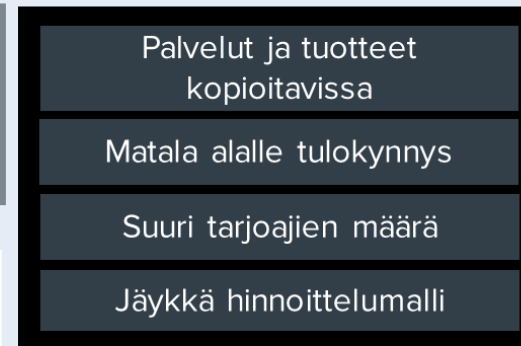 Palvelut ja tuotteet
kopioitavissa
Matala alalle tulokynnys
Suuri tarjoajien määrä
Jäykkä hinnoittelumalli